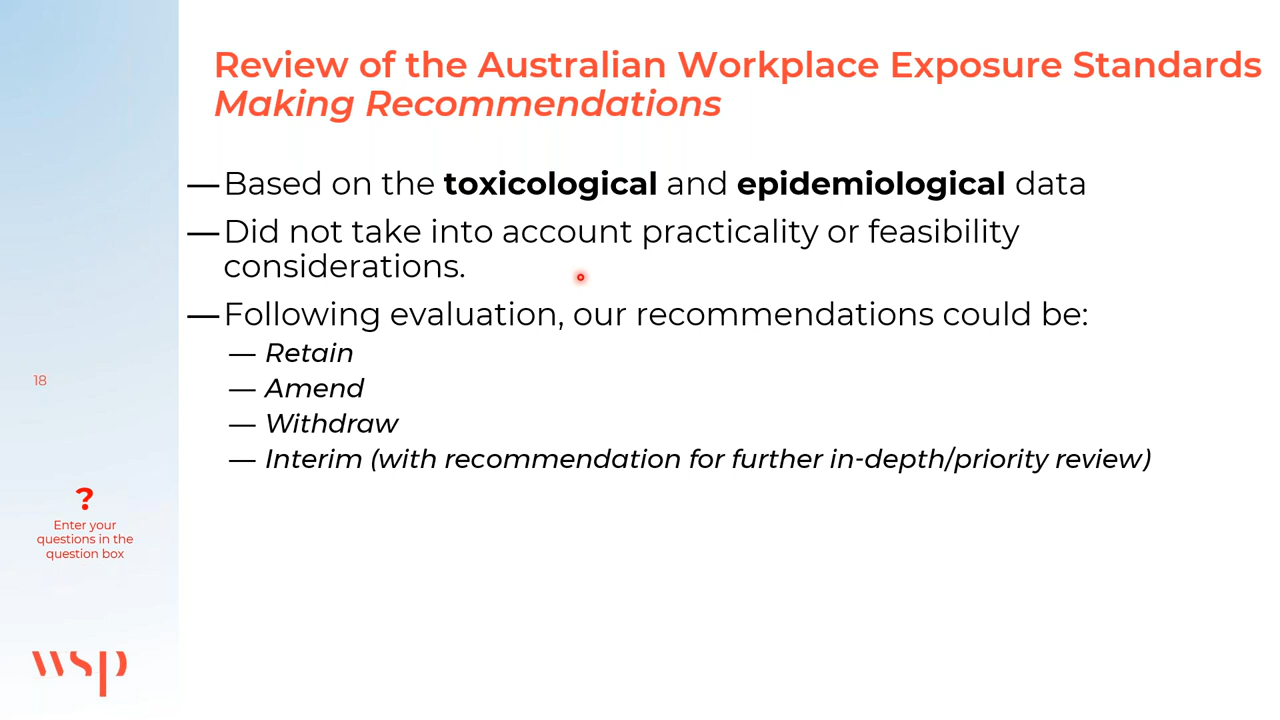 Review of the Australian Workplace Exposure Standards
Making Recommendations
— Based on the toxicological and epidemiological data
— Did not take into account practicality or feasibility
considerations.
— Following evaluation, our recommendations could be:
— Retain
— Amend
— Withdraw
— Interim (with recommendation for further in-depth/priority review)
18
?
Enter your
questions in the
question box
wsp